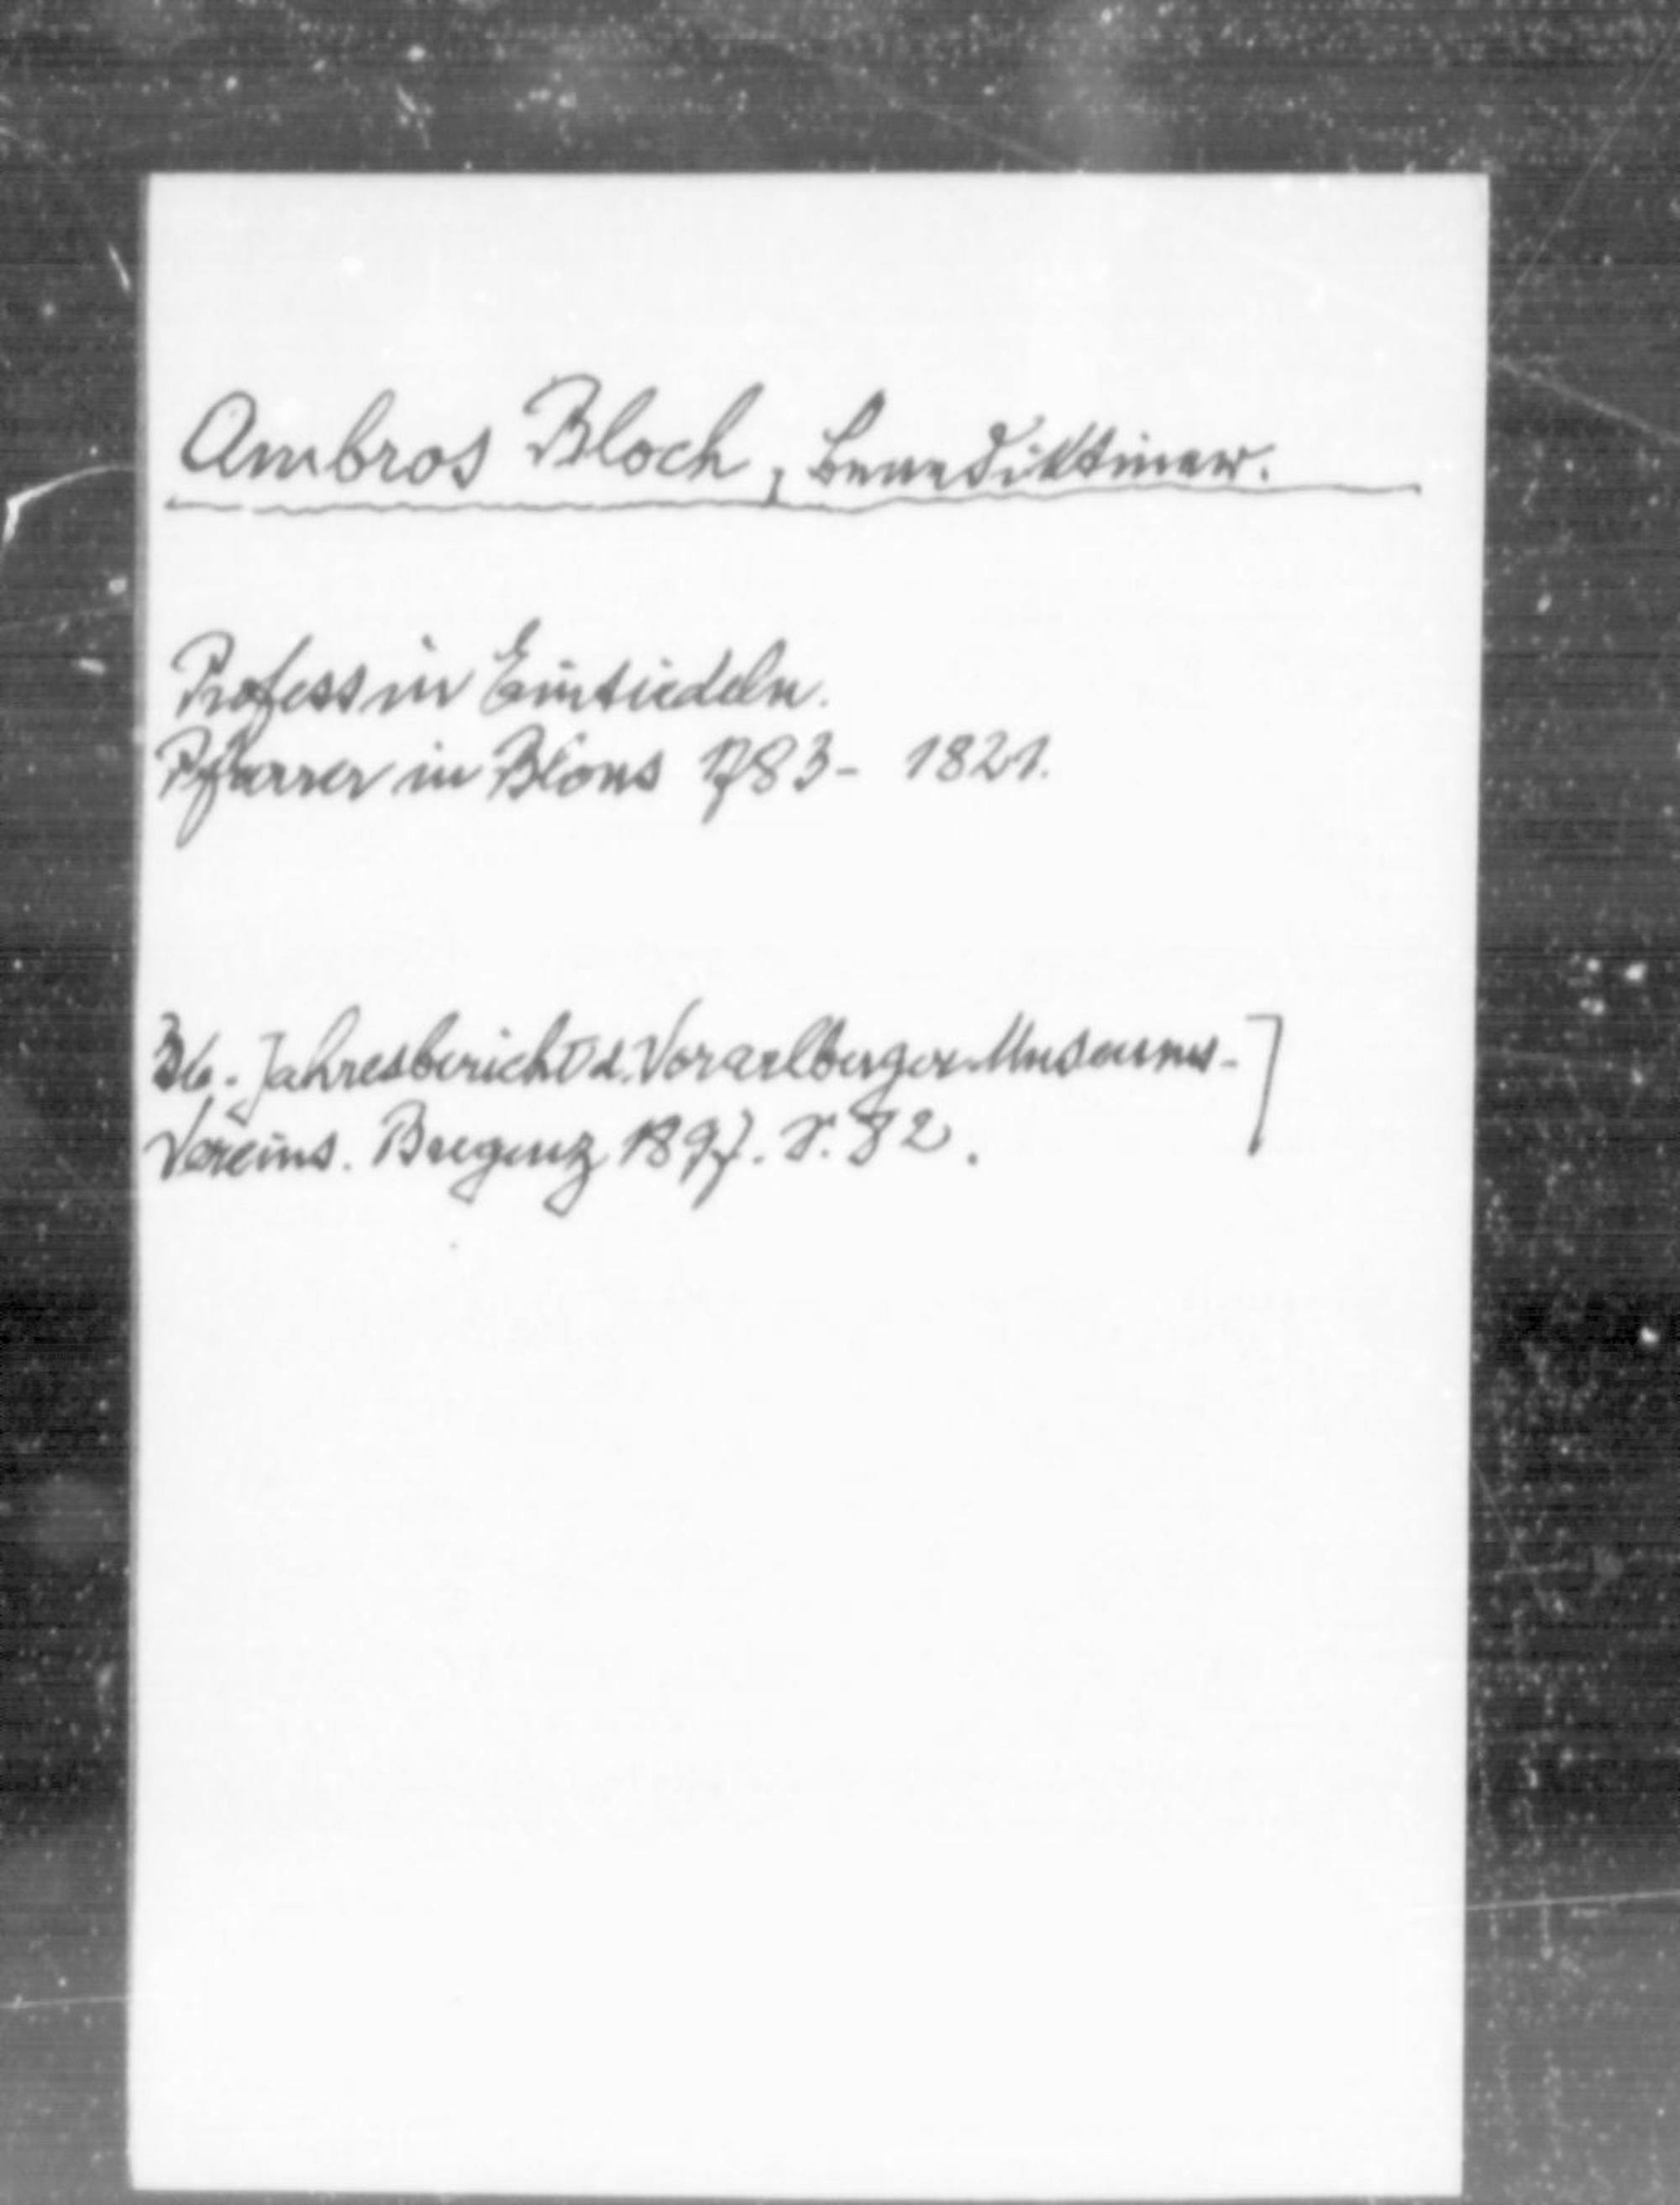 Ambros Bloch, Benediktiner.
Profess in Einsiedeln.
Pfarrer in Blons 1783- 1821.
36. Jahresbericht d. Vorarlberger Museums-
Vereins. Bregenz 1897. S. 82.